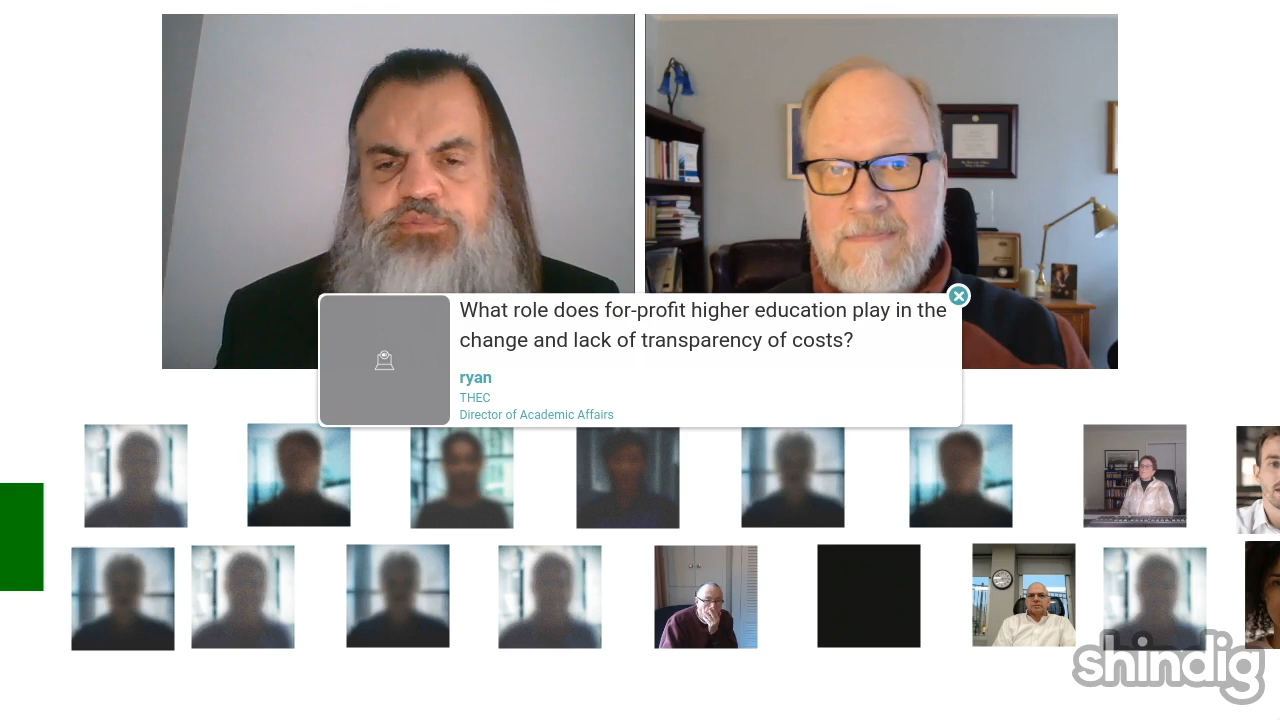 What role does for-profit higher education play in the
change and lack of transparency of costs?
ryan
THEC
Director of Academic Affairs
shindig